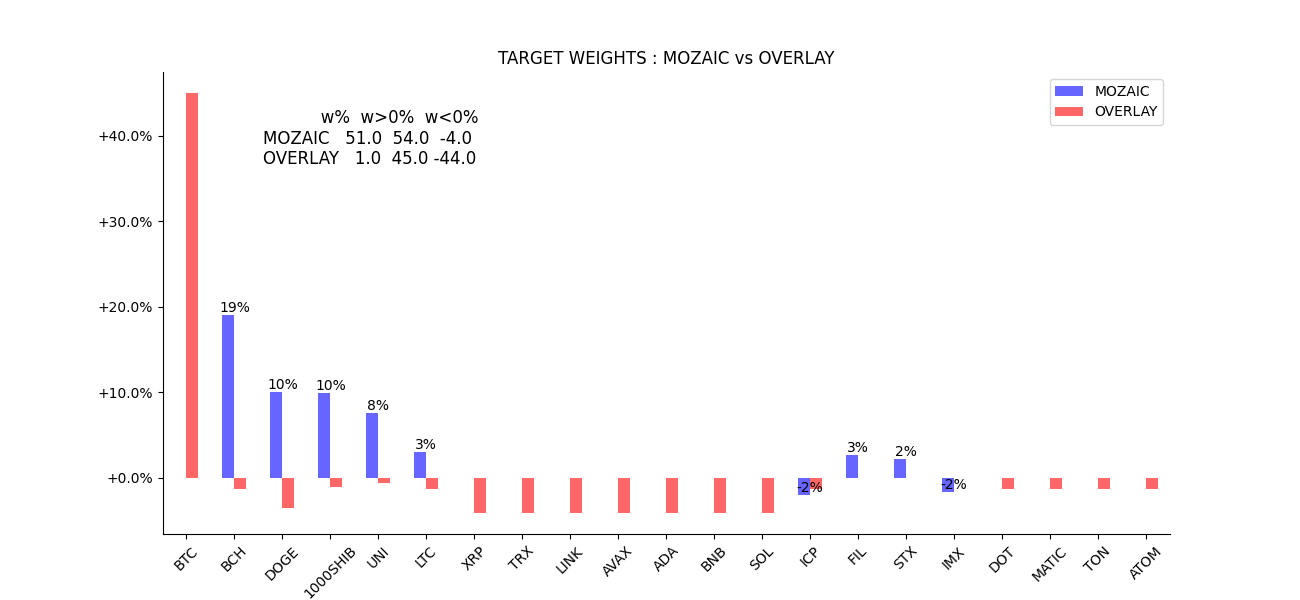 TARGET WEIGHTS : MOZAIC vs OVERLAY
MOZAIC
OVERLAY
w% w>0% w<0%
MOZAIC 51.0 54.0 -4.0
OVERLAY 1.0 45.0 -44.0
+40.0%
+30.0%
+20.0%
+10.0%
+0.0%
19%
10%
10%
8%
3%
-2%
3%
2%
-2%
BTC
BCH
DOGE
1000SHIB
UNI
LTC
XRP
TRX
LINK
AVAX
ADA
BNB
SOL
ICP
FIL
STX
IMX
DOT
MATIC
TON
ATOM